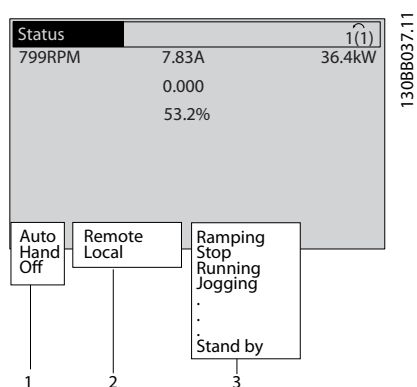 Status 1(1)
799RPM 7.83A 36.4kW
0.000
53.2%
Auto
Hand
Off
Remote
Local
Ramping
Stop
Running
Jogging
.
.
.
Stand by
1 2 3
130BB037.11